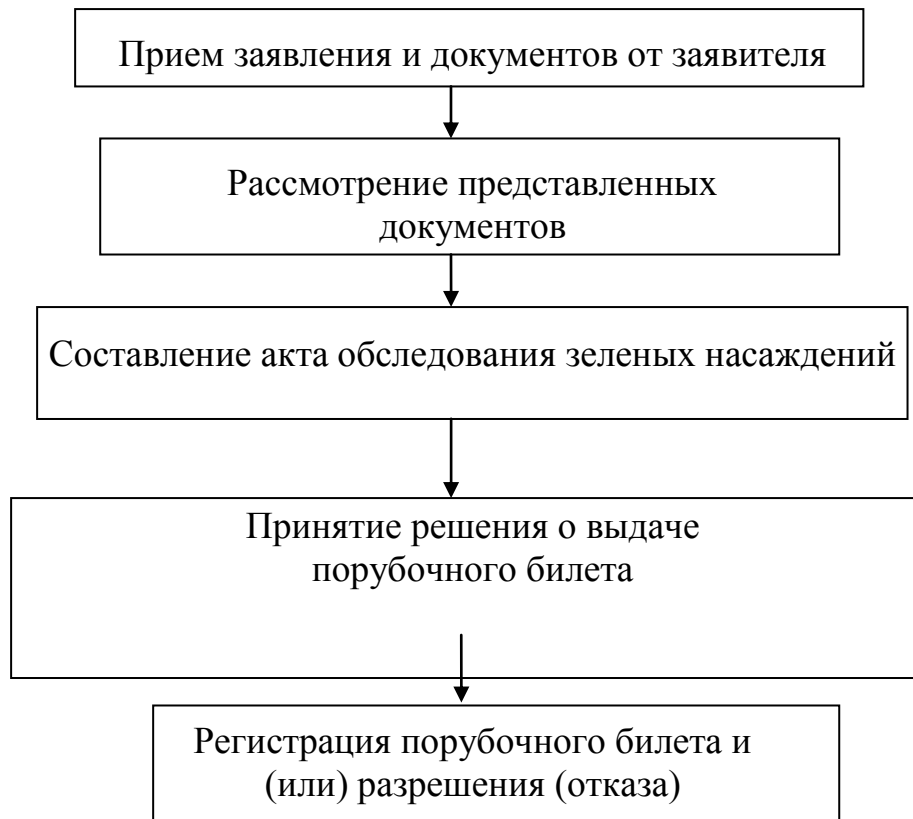 Прием заявления и документов от заявителя
Рассмотрение представленных
документов
Составление акта обследования зеленых насаждений
Принятие решения о выдаче
порубочного билета
Регистрация порубочного билета и
(или) разрешения (отказа)